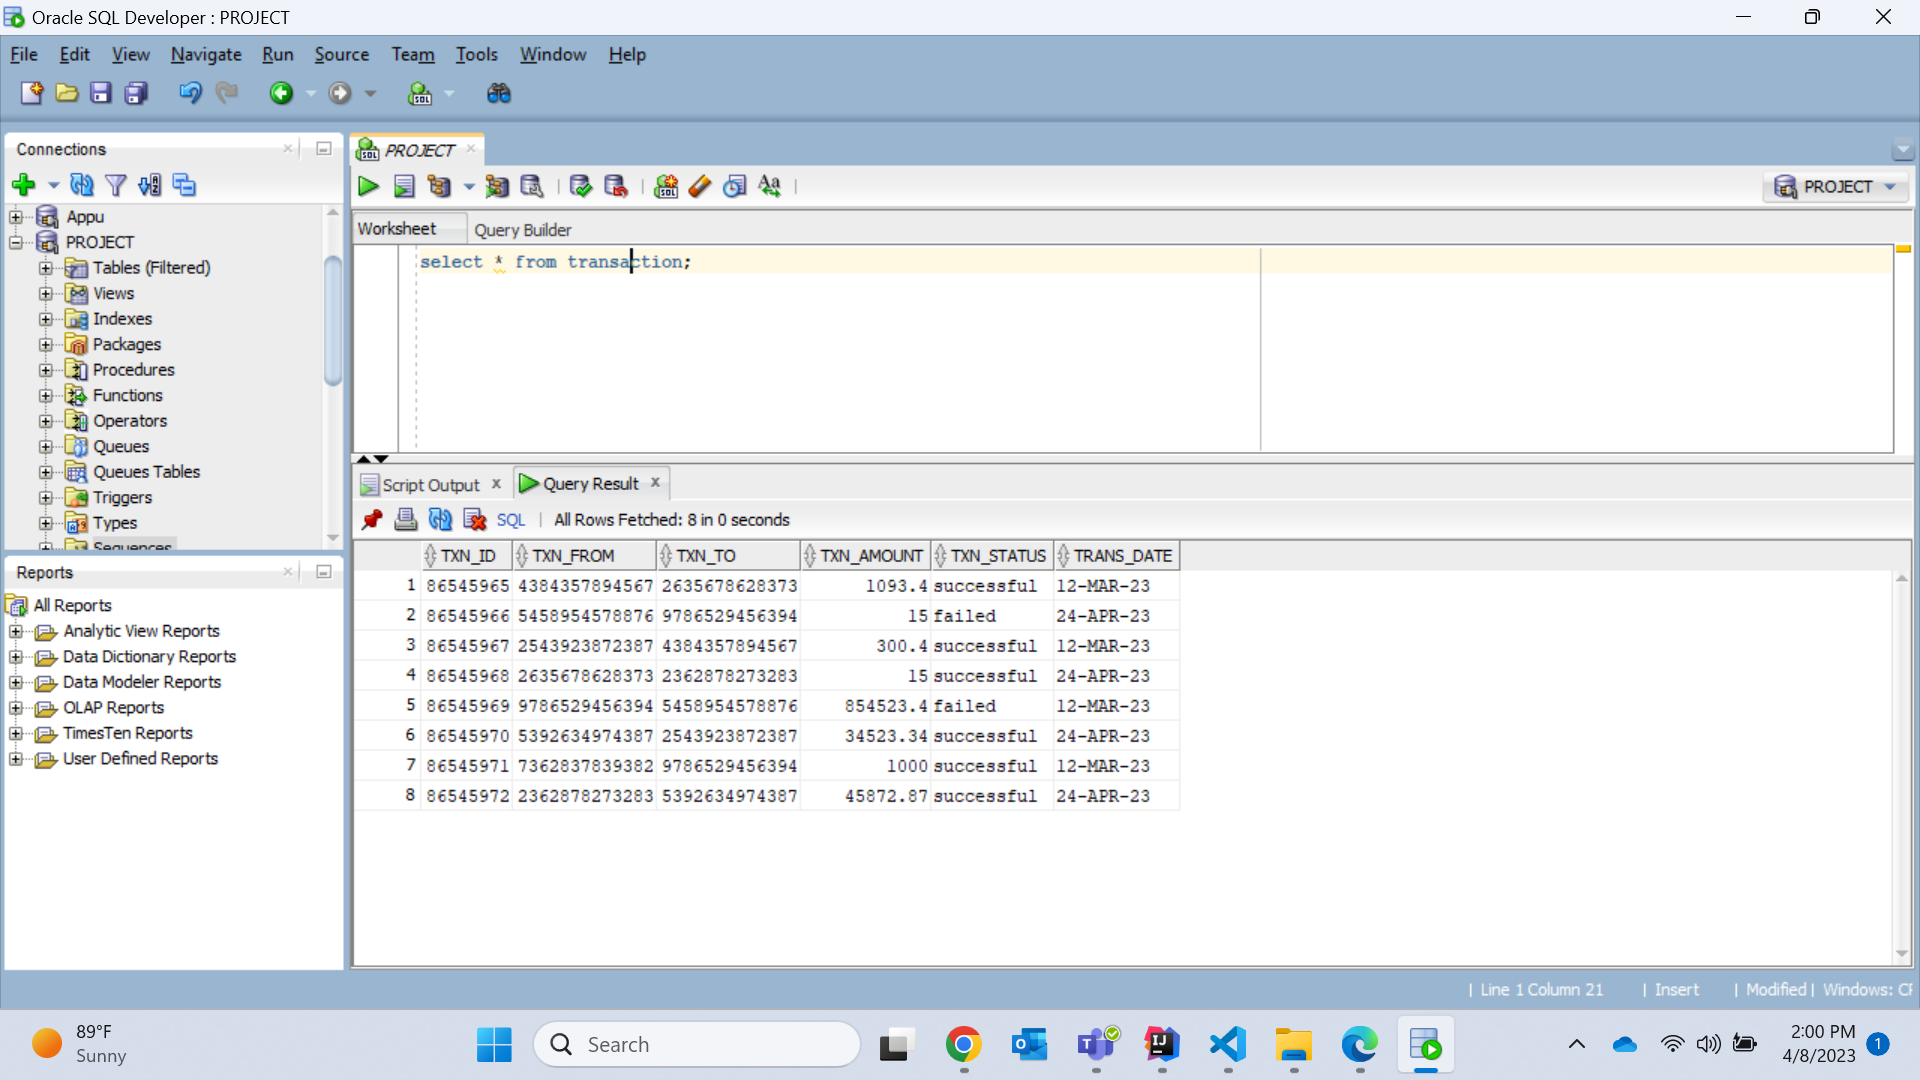 Oracle SQL Developer : PROJECT
File Edit View Navigate Run Source Team Tools Window Help
Connections
Appu
PROJECT
Tables (Filtered)
Views
Indexes
Packages
Procedures
Functions
Operators
Queues
Queues Tables
Triggers
Types
Sequences
Reports
All Reports
Analytic View Reports
Data Dictionary Reports
Data Modeler Reports
OLAP Reports
TimesTen Reports
User Defined Reports
PROJECT
PROJECT
Worksheet Query Builder
select * from transaction;
Script Output Query Result
SQL | All Rows Fetched: 8 in 0 seconds
TXN_ID TXN_FROM TXN_TO TXN_AMOUNT TXN_STATUS TRANS_DATE
1 86545965 4384357894567 2635678628373 1093.4 successful 12-MAR-23
2 86545966 5458954578876 9786529456394 15 failed 24-APR-23
3 86545967 2543923872387 4384357894567 300.4 successful 12-MAR-23
4 86545968 2635678628373 2362878273283 15 successful 24-APR-23
5 86545969 9786529456394 5458954578876 854523.4 failed 12-MAR-23
6 86545970 5392634974387 2543923872387 34523.34 successful 24-APR-23
7 86545971 7362837839382 9786529456394 1000 successful 12-MAR-23
8 86545972 2362878273283 5392634974387 45872.87 successful 24-APR-23
| Line 1 Column 21 | Insert | Modified | Windows: CF
89°F
Sunny
Search
2:00 PM
4/8/2023
1